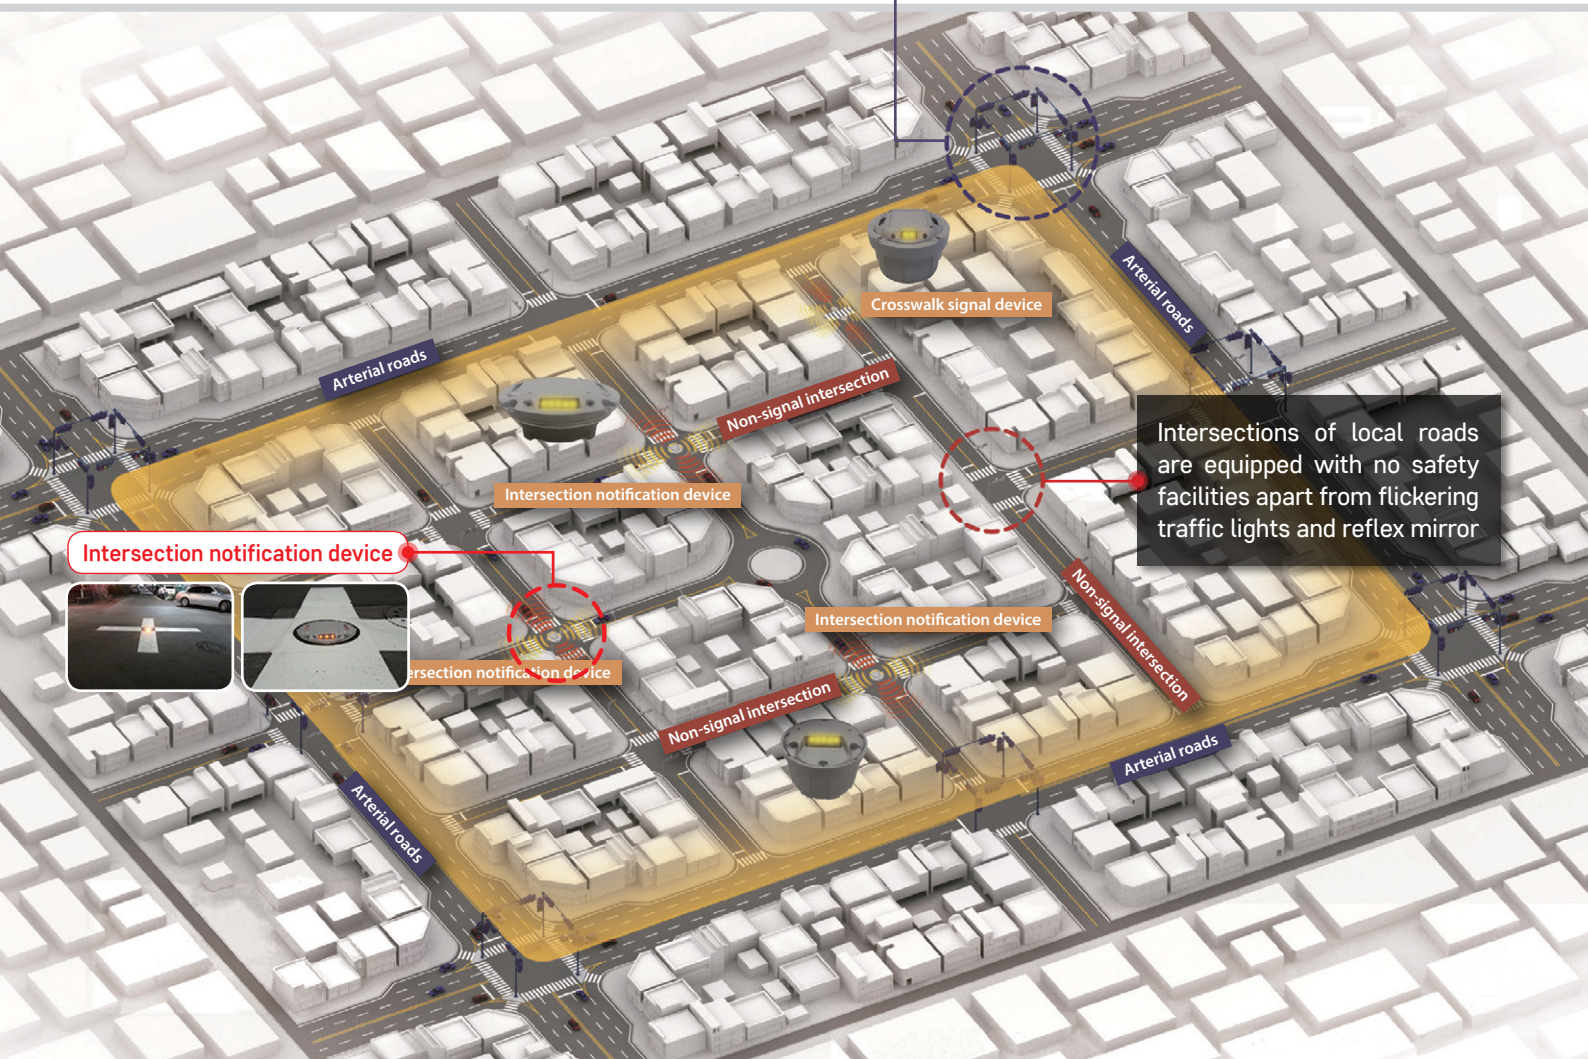 Crosswalk signal device
Arterial roads
Arterial roads
Non-signal intersection
Intersection notification device
Intersections of local roads
are equipped with no safety
facilities apart from flickering
traffic lights and reflex mirror
Intersection notification device
Intersection notification device
Non-signal intersection
ersection notification device
Non-signal intersection
Arterial roads
Arterial roads